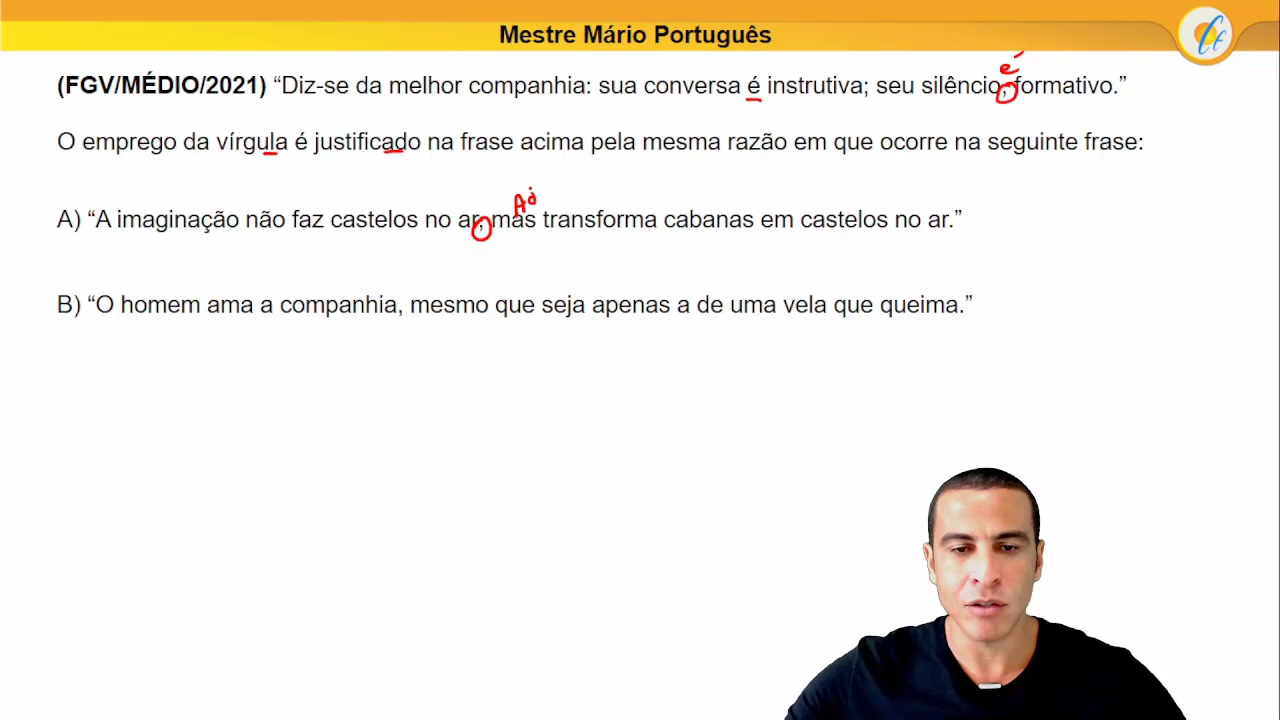 Mestre Mário Português
(FGV/MÉDIO/2021) “Diz-se da melhor companhia: sua conversa é instrutiva; seu silêncio, formativo.”
é
O emprego da vírgula é justificado na frase acima pela mesma razão em que ocorre na seguinte frase:
Ad
A) “A imaginação não faz castelos no ar, mas transforma cabanas em castelos no ar.”
B) “O homem ama a companhia, mesmo que seja apenas a de uma vela que queima.”